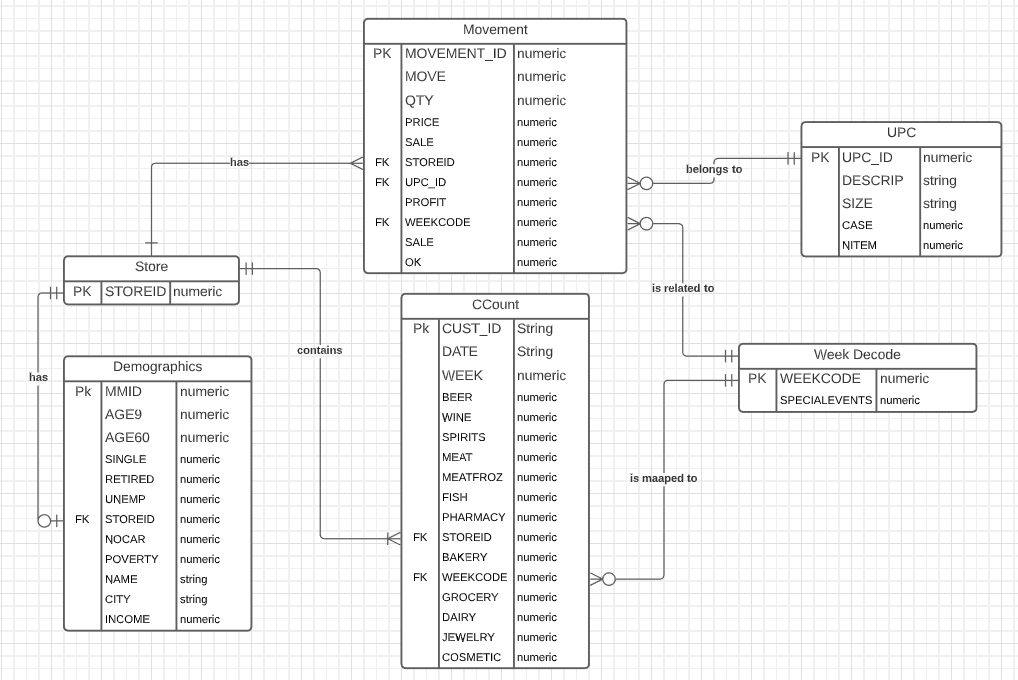 Movement
PK MOVEMENT_ID numeric
MOVE numeric
QTY numeric
PRICE numeric
SALE numeric
FK STOREID numeric
FK UPC_ID numeric
PROFIT numeric
FK WEEKCODE numeric
SALE numeric
OK numeric
has
belongs to
UPC
PK UPC_ID numeric
DESCRIP string
SIZE string
CASE numeric
NITEM numeric
Store
PK STOREID numeric
is related to
contains
has
Demographics
Pk MMID numeric
AGE9 numeric
AGE60 numeric
SINGLE numeric
RETIRED numeric
UNEMP numeric
FK STOREID numeric
NOCAR numeric
POVERTY numeric
NAME string
CITY string
INCOME numeric
CCount
Pk CUST_ID String
DATE String
WEEK numeric
BEER numeric
WINE numeric
SPIRITS numeric
MEAT numeric
MEATFROZ numeric
FISH numeric
PHARMACY numeric
FK STOREID numeric
BAKERY numeric
FK WEEKCODE numeric
GROCERY numeric
DAIRY numeric
JEWELRY numeric
COSMETIC numeric
Week Decode
PK WEEKCODE numeric
SPECIALEVENTS numeric
is maaped to